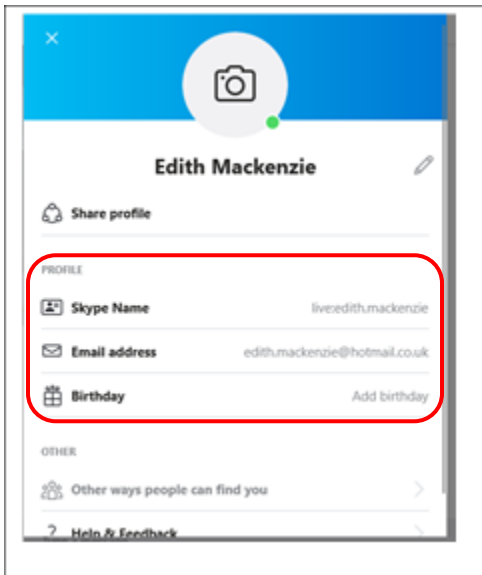 Edith Mackenzie
Share profile
PROFILE
Skype Name live:edith.mackenzie
Email address edith.mackenzie@hotmail.co.uk
Birthday Add birthday
OTHER
Other ways people can find you
Help & Feedback